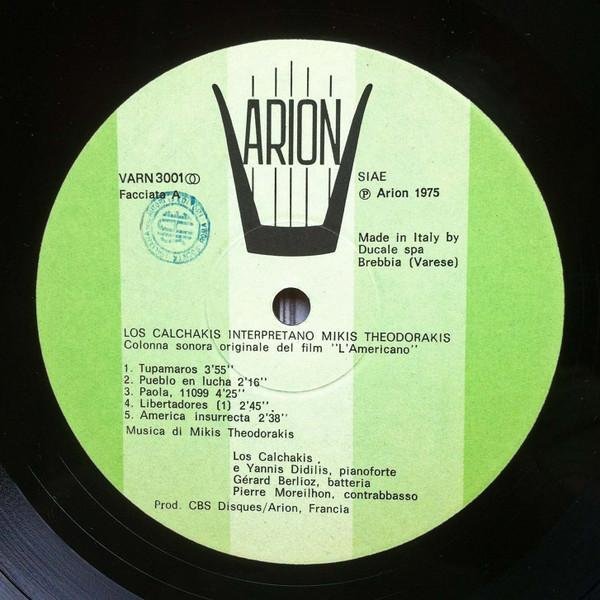 ARION
VARN 3001
SIAE
Facciata A
Ⓟ Arion 1975
Made in Italy by
Ducale spa
Brebbia (Varese)
LOS CALCHAKIS INTERPRETANO MIKIS THEODORAKIS
Colonna sonora originale del film "L'Americano"
1. Tupamaros 3'55"
2. Pueblo en lucha 2'16"
3. Paola, 11099 4'25"
4. Libertadores (1) 2'45"
5. America insurrecta 2'38"
Musica di Mikis Theodorakis
Los Calchakis
e Yannis Didilis, pianoforte
Gérard Berlioz, batteria
Pierre Moreilhon, contrabbasso
Prod. CBS Disques/Arion, Francia